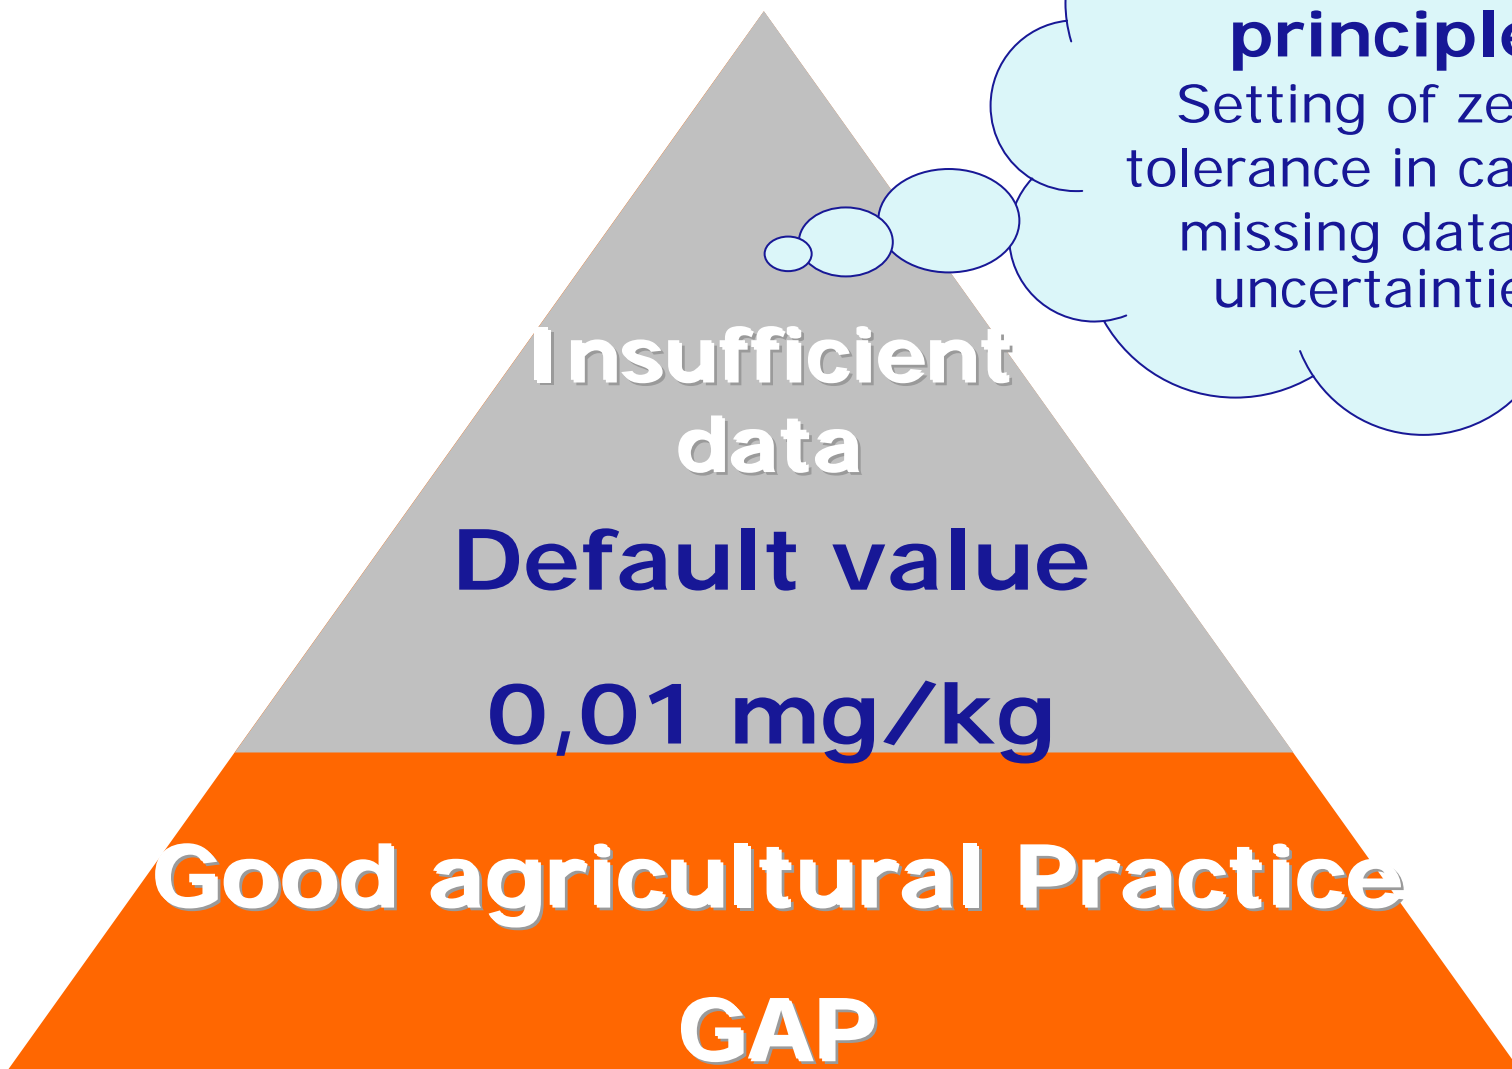 principle
Setting of ze
tolerance in ca
missing data
uncertaintie
Insufficient
data
Default value
0,01 mg/kg
Good agricultural Practice
GAP